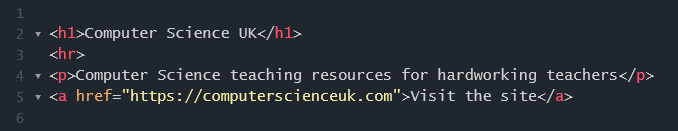 1
2 <h1>Computer Science UK</h1>
3 <hr>
4 <p>Computer Science teaching resources for hardworking teachers</p>
5 <a href="https://computerscienceuk.com">Visit the site</a>
6